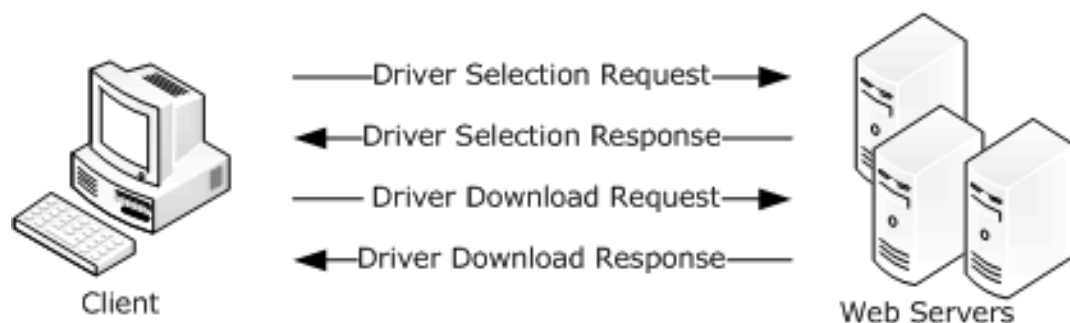 Driver Selection Request
Driver Selection Response
Driver Download Request
Driver Download Response
Client
Web Servers